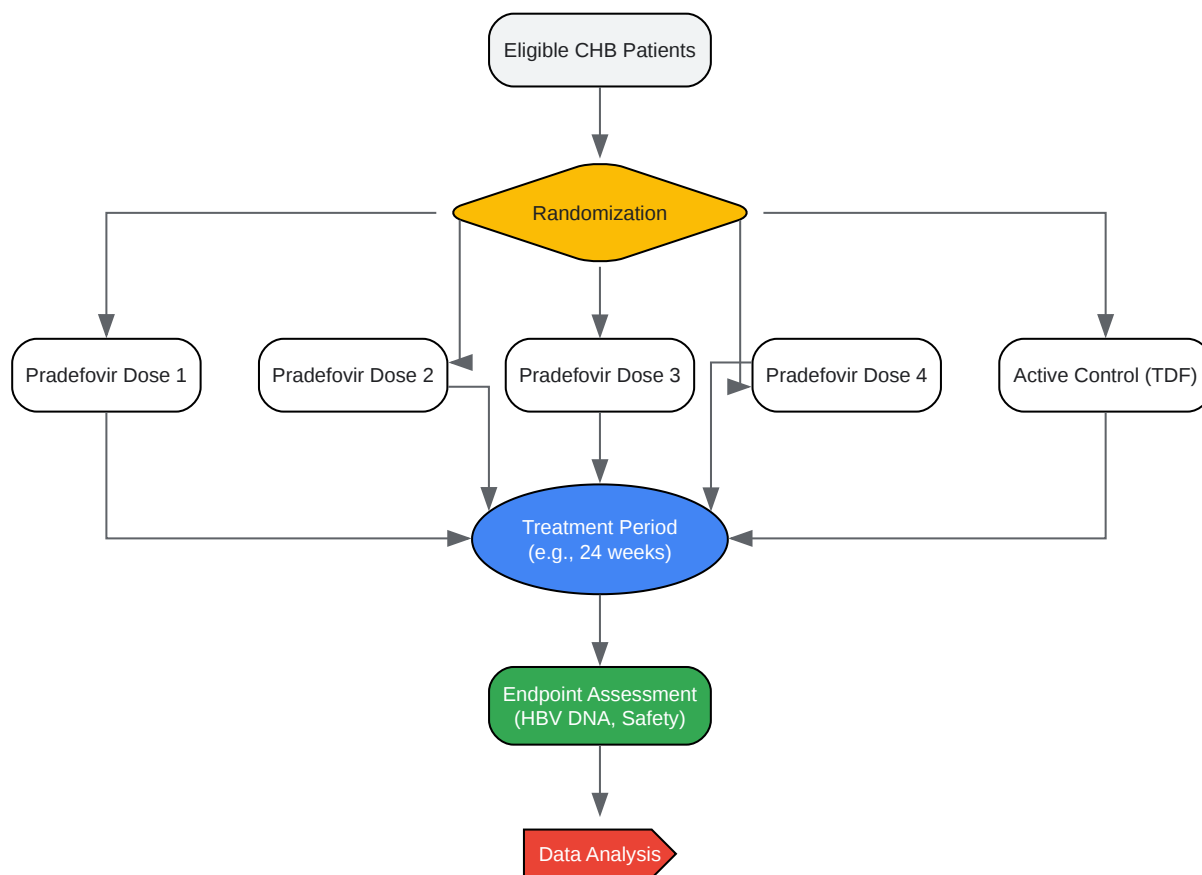 Eligible CHB Patients
Randomization
Pradefovir Dose 1
Pradefovir Dose 2
Pradefovir Dose 3
Pradefovir Dose 4
Active Control (TDF)
Treatment Period
(e.g., 24 weeks)
Endpoint Assessment
(HBV DNA, Safety)
Data Analysis